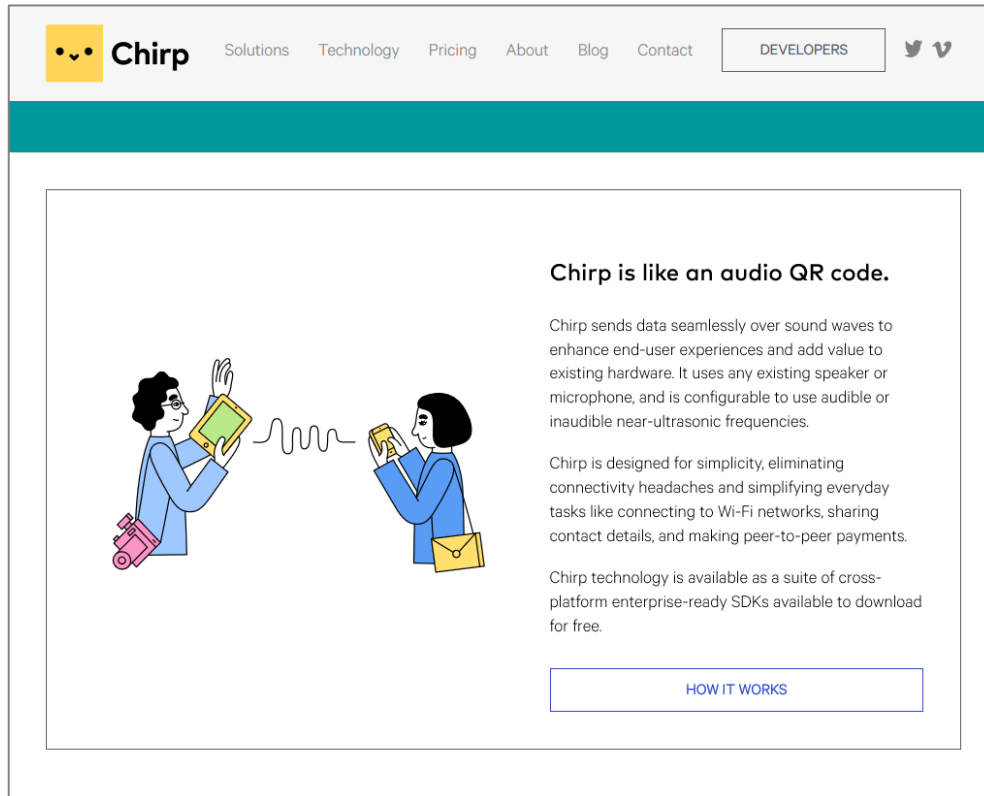 Chirp
Solutions
Technology
Pricing
About
Blog
Contact
DEVELOPERS
Chirp is like an audio QR code.
Chirp sends data seamlessly over sound waves to
enhance end-user experiences and add value to
existing hardware. It uses any existing speaker or
microphone, and is configurable to use audible or
inaudible near-ultrasonic frequencies.
Chirp is designed for simplicity, eliminating
connectivity headaches and simplifying everyday
tasks like connecting to Wi-Fi networks, sharing
contact details, and making peer-to-peer payments.
Chirp technology is available as a suite of cross-
platform enterprise-ready SDKs available to download
for free.
HOW IT WORKS